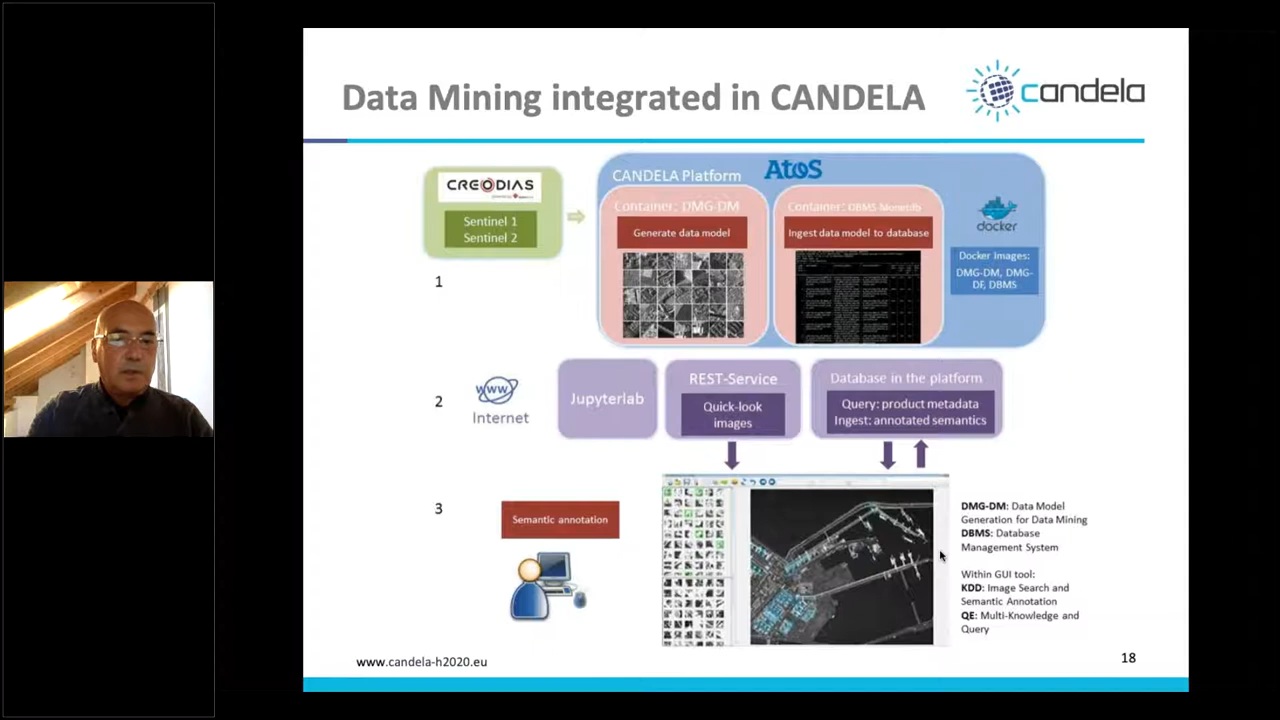 Data Mining integrated in CANDELA
candela
CREODIAS
Sentinel 1
Sentinel 2
CANDELA Platform
Atos
Container: DMG-DM
Generate data model
Container: DBMS-Monetdb
Ingest data model to database
docker
Docker Images:
DMG-DM, DMG-
DF, DBMS
1
2
www
Internet
Jupyterlab
REST-Service
Quick-look
images
Database in the platform
Query: product metadata
Ingest: annotated semantics
3
Semantic annotation
DMG-DM: Data Model
Generation for Data Mining
DBMS: Database
Management System
Within GUI tool:
KDD: Image Search and
Semantic Annotation
QE: Multi-Knowledge and
Query
www.candela-h2020.eu
18